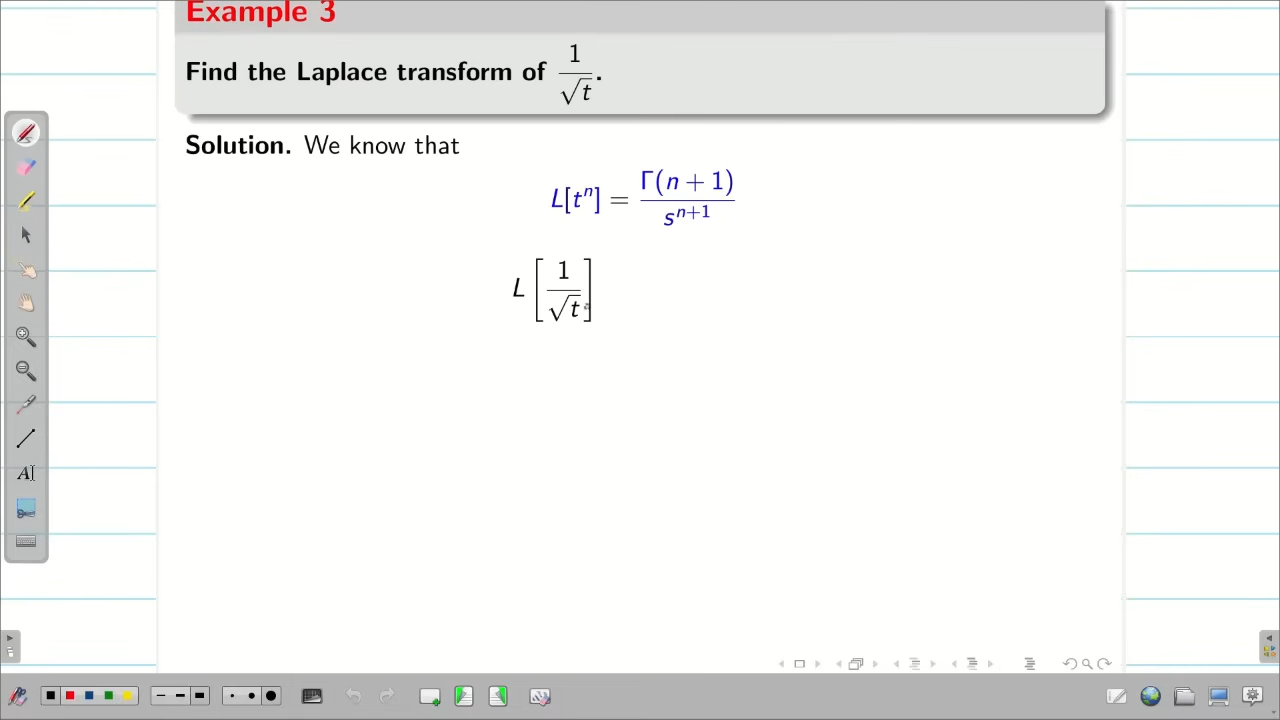 Example 3
Find the Laplace transform of 1/√t.
Solution. We know that
L[tⁿ] = Γ(n + 1)/sⁿ⁺¹
L[1/√t]
A